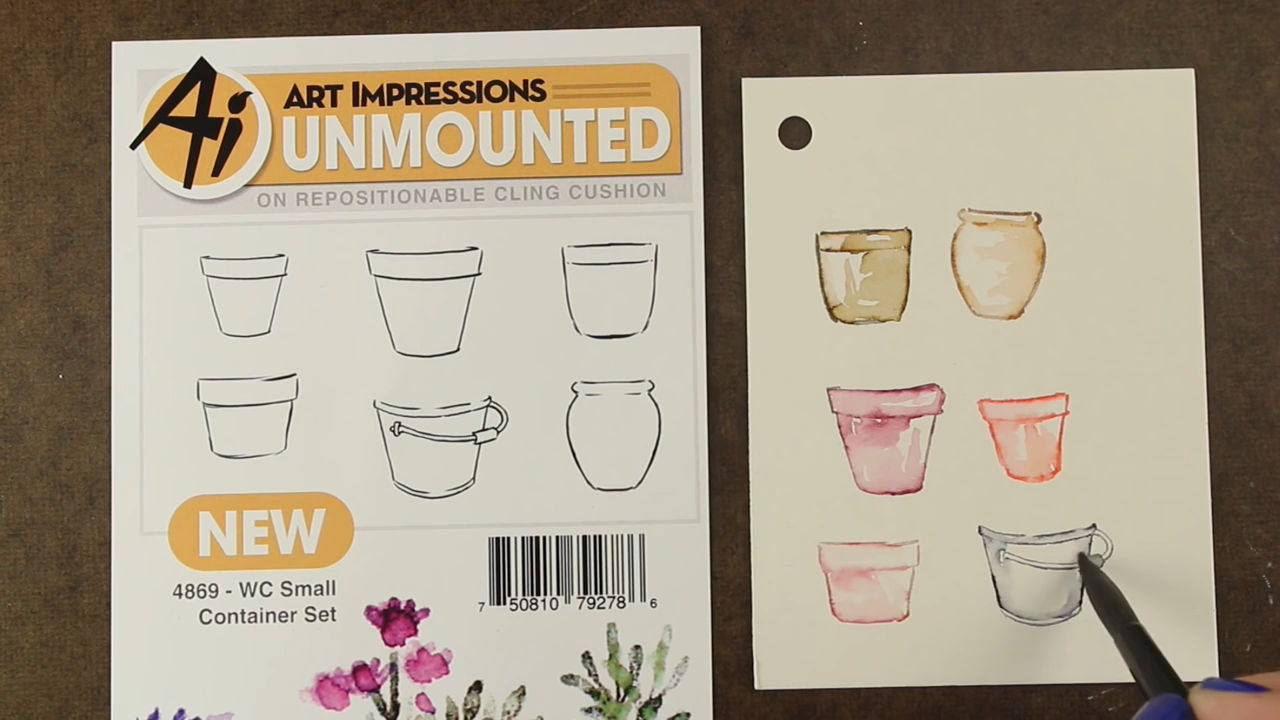 Ai
ART IMPRESSIONS
UNMOUNTED
ON REPOSITIONABLE CLING CUSHION
NEW
4869 - WC Small
Container Set
7 50810 79278 6